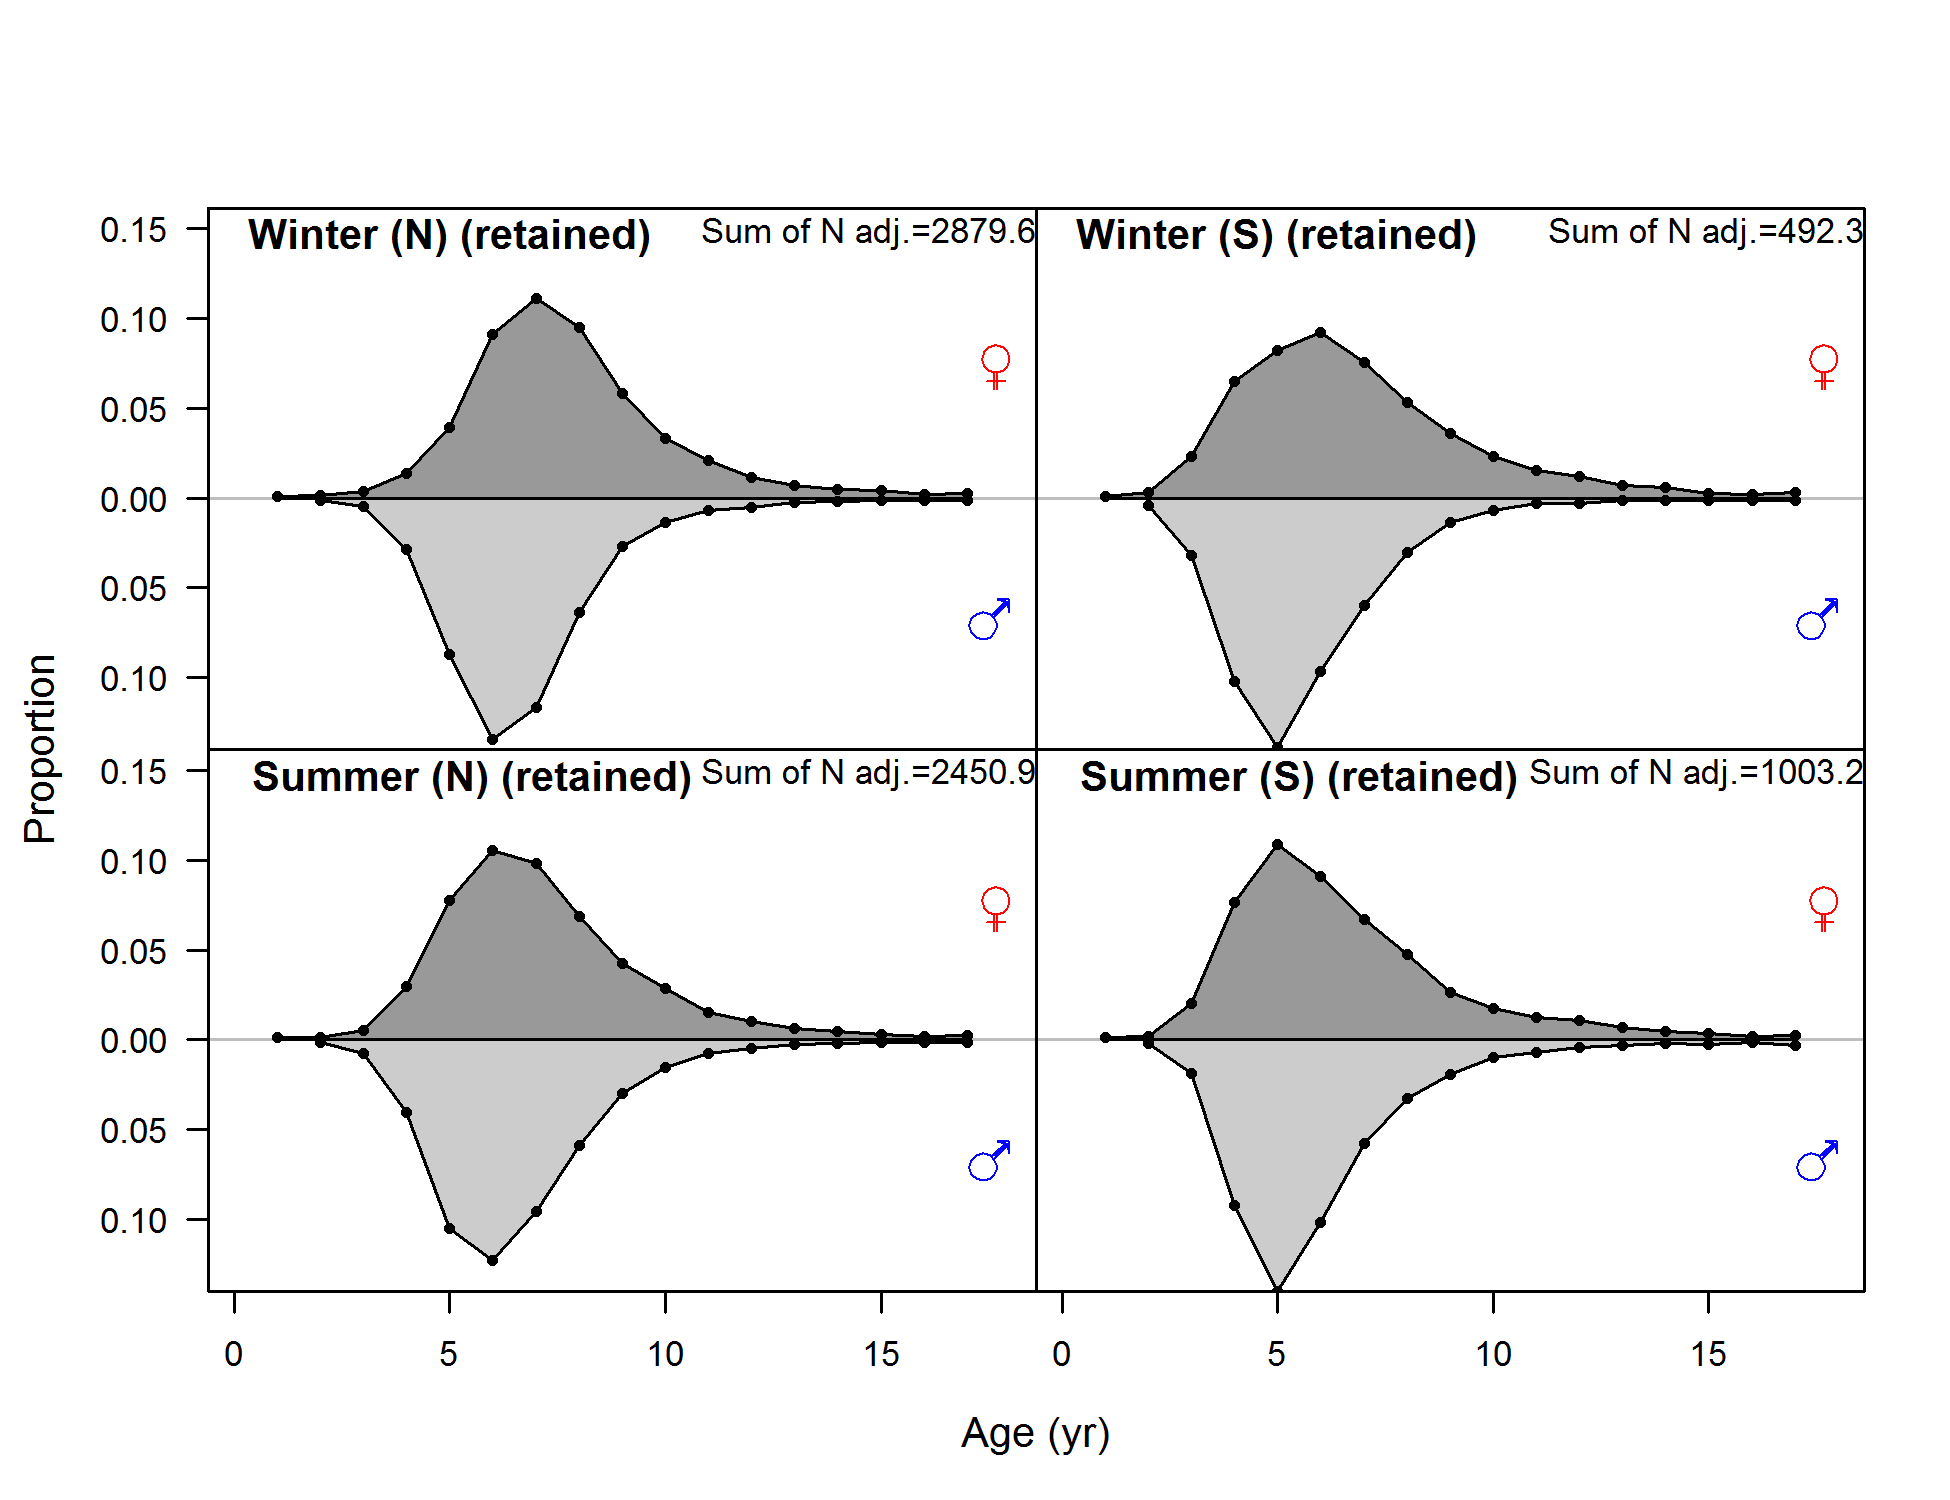 Winter (N) (retained) Sum of N adj.=2879.6
Winter (S) (retained) Sum of N adj.=492.3
0.15
0.10
0.05
0.00
0.05
0.10
♀
♂
♀
♂
Summer (N) (retained) Sum of N adj.=2450.9
Summer (S) (retained) Sum of N adj.=1003.2
0.15
0.10
0.05
0.00
0.05
0.10
♀
♂
♀
♂
0 5 10 15
0 5 10 15
Proportion
Age (yr)